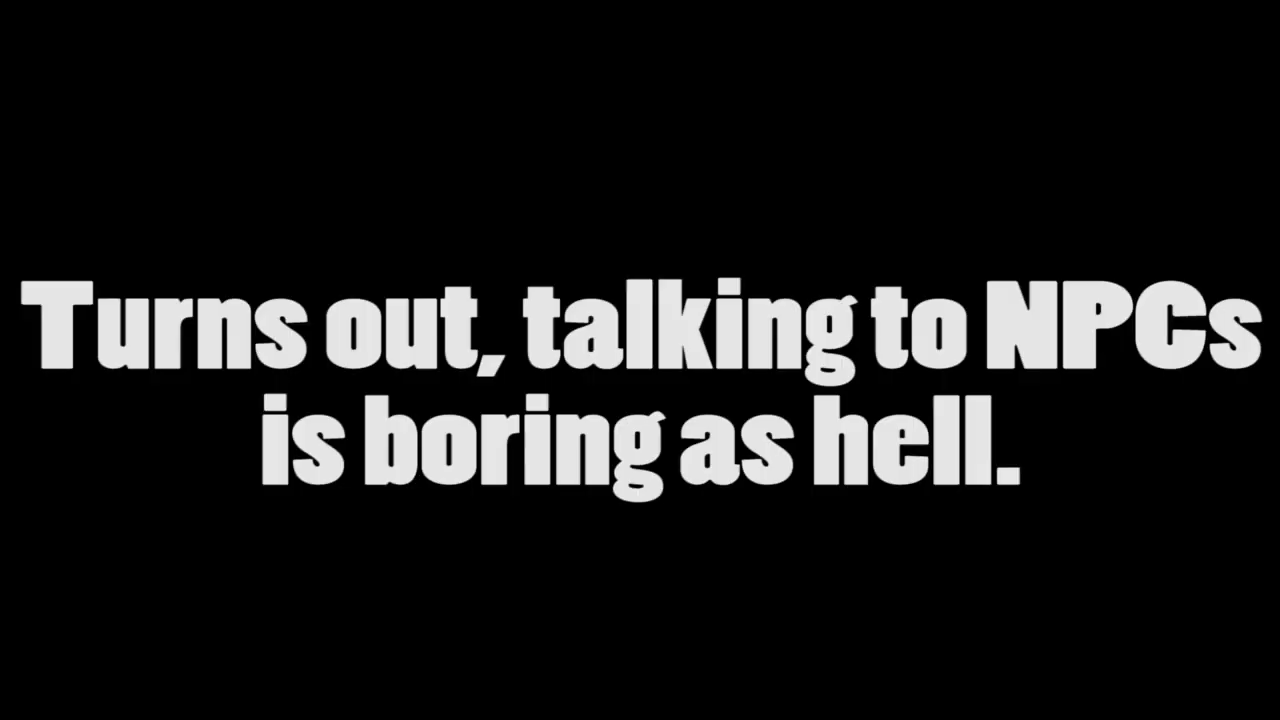 Turns out, talking to NPCs
is boring as hell.